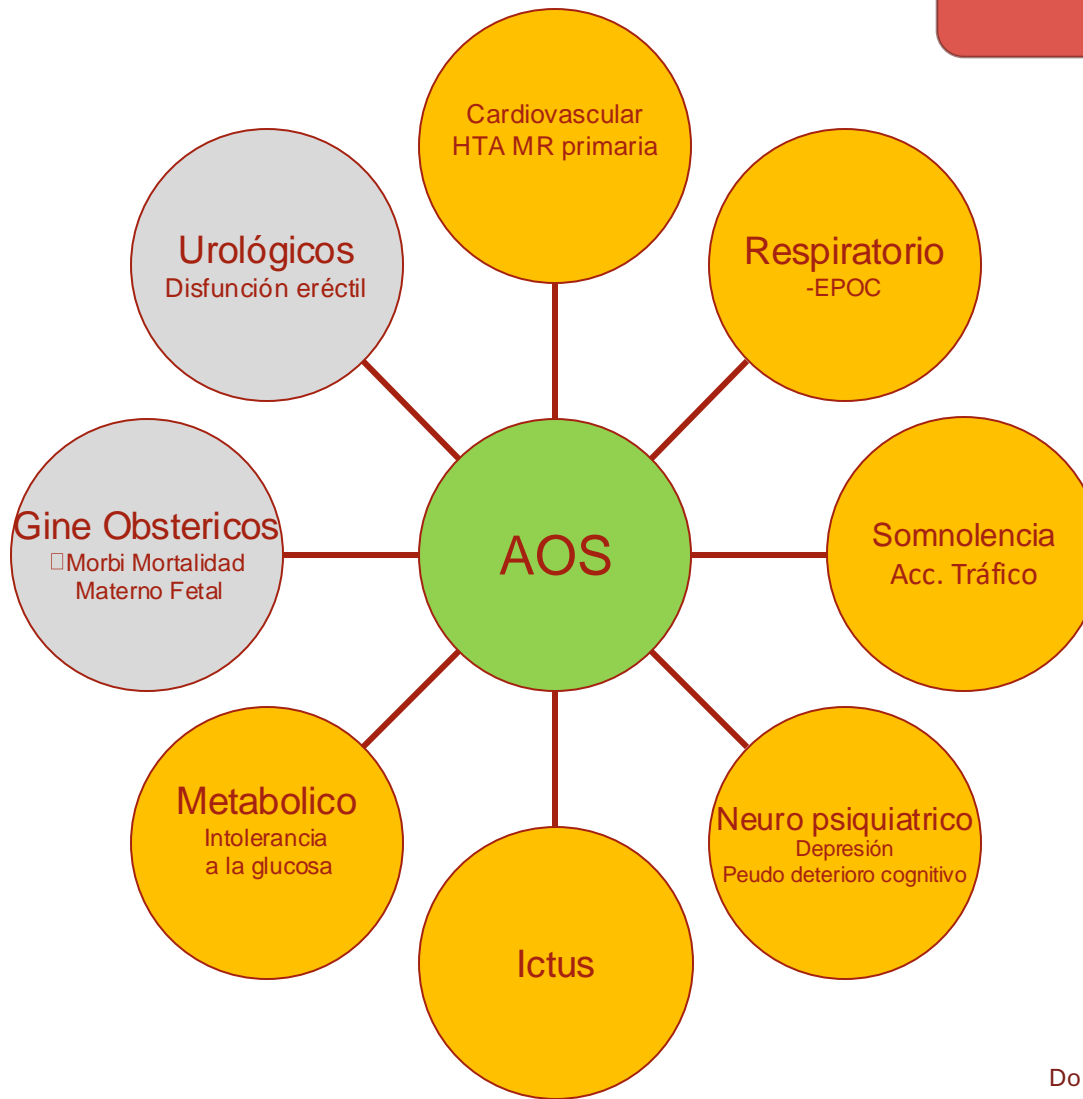 Cardiovascular
HTA MR primaria
Urológicos
Disfunción eréctil
Respiratorio
-EPOC
Gine Obstericos
□Morbi Mortalidad
Materno Fetal
AOS
Somnolencia
Acc. Tráfico
Metabolico
Intolerancia
a la glucosa
Neuro psiquiatrico
Depresión
Peudo deterioro cognitivo
Ictus
Do